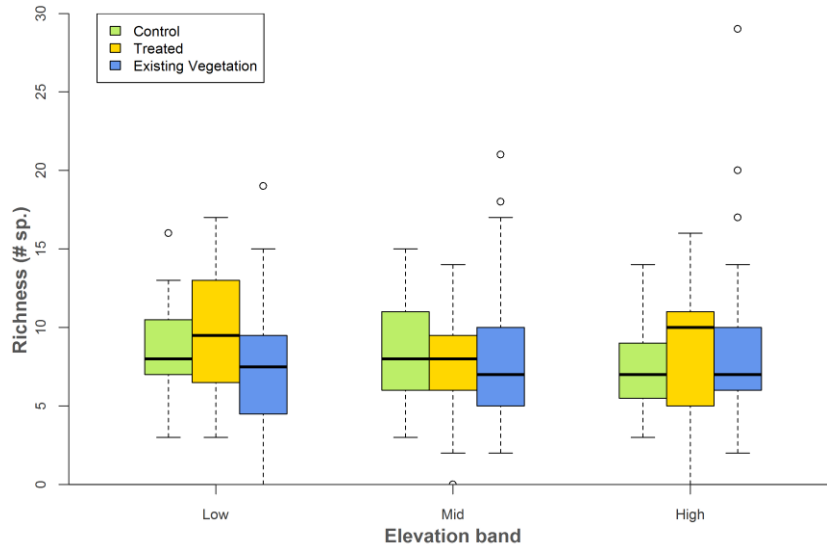 Control
Treated
Existing Vegetation
Richness (# sp.)
30
25
20
15
10
5
0
Low
Mid
High
Elevation band